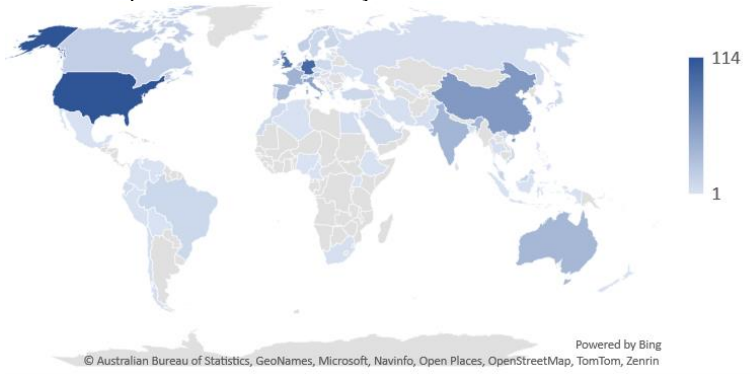 114
1
Powered by Bing
© Australian Bureau of Statistics, GeoNames, Microsoft, Navinfo, Open Places, OpenStreetMap, TomTom, Zenrin